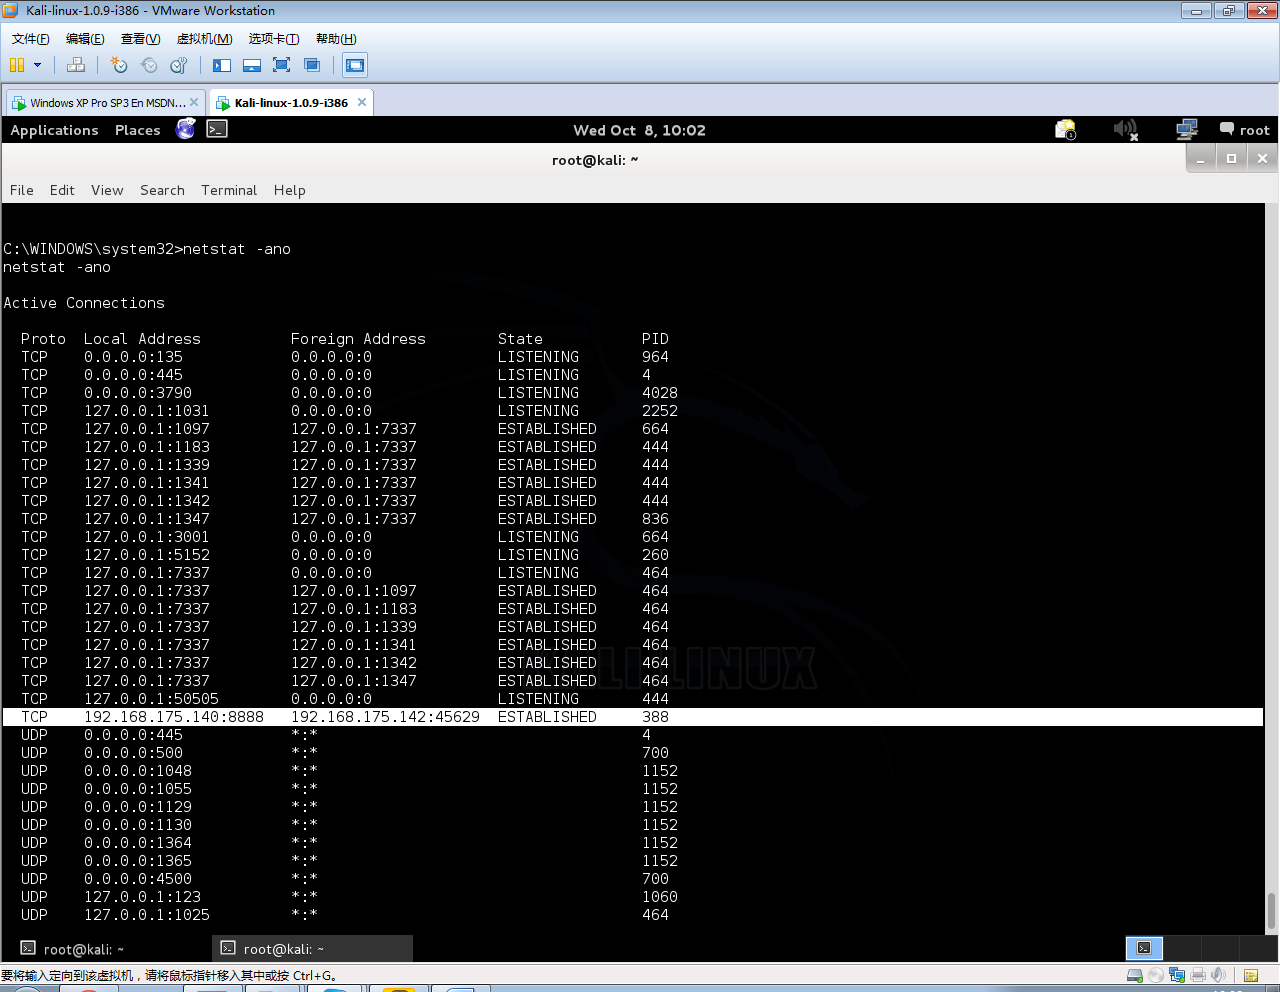 Kali-linux-1.0.9-i386 - VMware Workstation
文件(F) 编辑(E) 查看(V) 虚拟机(M) 选项卡(T) 帮助(H)
Windows XP Pro SP3 En MSDN... Kali-linux-1.0.9-i386
Applications Places Wed Oct 8, 10:02 root
root@kali: ~
File Edit View Search Terminal Help
C:\WINDOWS\system32>netstat -ano
netstat -ano
Active Connections
Proto Local Address Foreign Address State PID
TCP 0.0.0.0:135 0.0.0.0:0 LISTENING 964
TCP 0.0.0.0:445 0.0.0.0:0 LISTENING 4
TCP 0.0.0.0:3790 0.0.0.0:0 LISTENING 4028
TCP 127.0.0.1:1031 0.0.0.0:0 LISTENING 2252
TCP 127.0.0.1:1097 127.0.0.1:7337 ESTABLISHED 664
TCP 127.0.0.1:1183 127.0.0.1:7337 ESTABLISHED 444
TCP 127.0.0.1:1339 127.0.0.1:7337 ESTABLISHED 444
TCP 127.0.0.1:1341 127.0.0.1:7337 ESTABLISHED 444
TCP 127.0.0.1:1342 127.0.0.1:7337 ESTABLISHED 444
TCP 127.0.0.1:1347 127.0.0.1:7337 ESTABLISHED 836
TCP 127.0.0.1:3001 0.0.0.0:0 LISTENING 664
TCP 127.0.0.1:5152 0.0.0.0:0 LISTENING 260
TCP 127.0.0.1:7337 0.0.0.0:0 LISTENING 464
TCP 127.0.0.1:7337 127.0.0.1:1097 ESTABLISHED 464
TCP 127.0.0.1:7337 127.0.0.1:1183 ESTABLISHED 464
TCP 127.0.0.1:7337 127.0.0.1:1339 ESTABLISHED 464
TCP 127.0.0.1:7337 127.0.0.1:1341 ESTABLISHED 464
TCP 127.0.0.1:7337 127.0.0.1:1342 ESTABLISHED 464
TCP 127.0.0.1:7337 127.0.0.1:1347 ESTABLISHED 464
TCP 127.0.0.1:50505 0.0.0.0:0 LISTENING 444
TCP 192.168.175.140:8888 192.168.175.142:45629 ESTABLISHED 388
UDP 0.0.0.0:445 *:* 4
UDP 0.0.0.0:500 *:* 700
UDP 0.0.0.0:1048 *:* 1152
UDP 0.0.0.0:1055 *:* 1152
UDP 0.0.0.0:1129 *:* 1152
UDP 0.0.0.0:1130 *:* 1152
UDP 0.0.0.0:1364 *:* 1152
UDP 0.0.0.0:1365 *:* 1152
UDP 0.0.0.0:4500 *:* 700
UDP 127.0.0.1:123 *:* 1060
UDP 127.0.0.1:1025 *:* 464
root@kali: ~ root@kali: ~
要将输入定向到该虚拟机，请将鼠标指针移入其中或按 Ctrl+G。